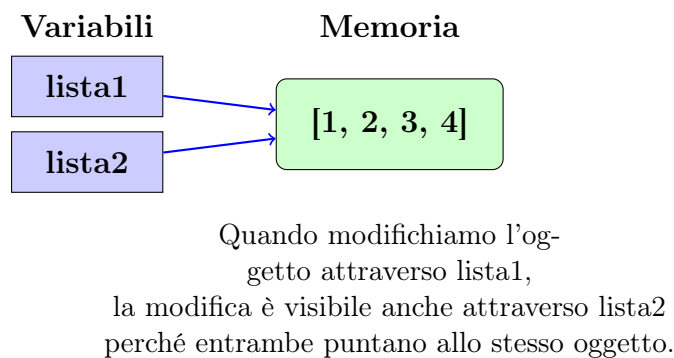 Variabili
Memoria
lista1
[1, 2, 3, 4]
lista2
Quando modifichiamo l'og-
getto attraverso lista1,
la modifica è visibile anche attraverso lista2
perché entrambe puntano allo stesso oggetto.